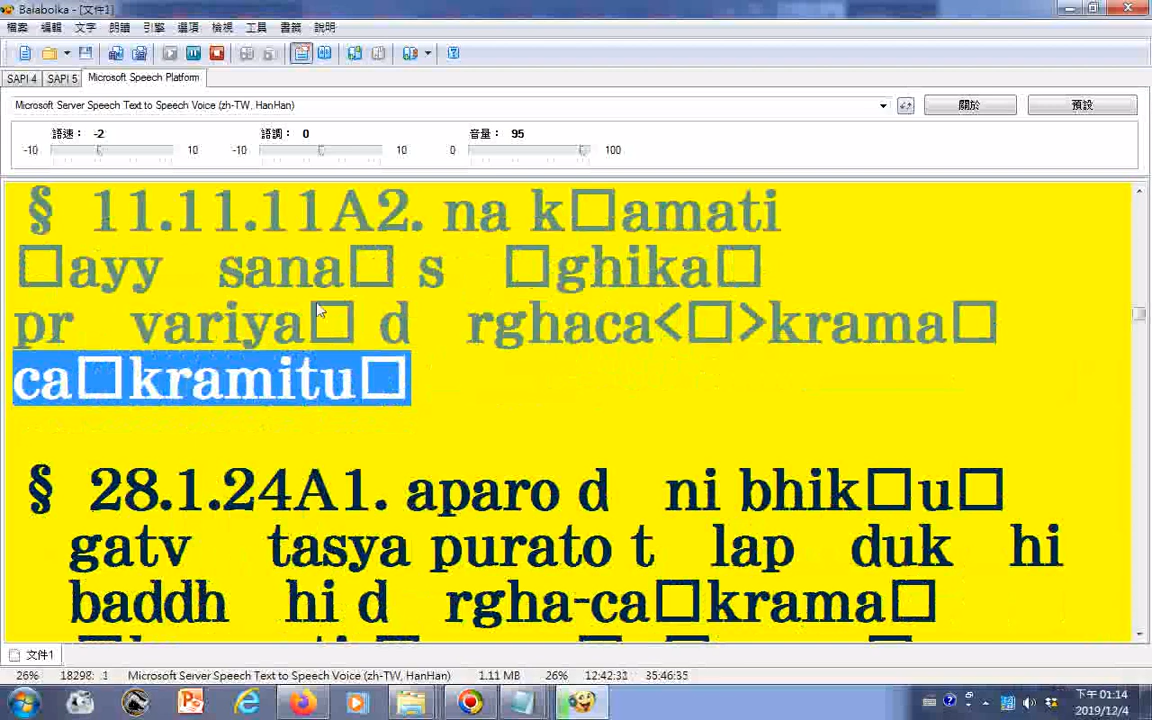 Balabolka - [文件1]
檔案 編輯 文字 朗讀 引擎 選項 檢視 工具 書籤 說明
SAPI 4 SAPI 5 Microsoft Speech Platform
Microsoft Server Speech Text to Speech Voice (zh-TW, HanHan) 關於 預設
語速： -2 語調： 0 音量： 95
-10 10 -10 10 0 100
§ 11.11.11A2. na k□amati
□ayy sana□ s □ghika□
pr variya□ d rghaca<□>krama□
ca□kramitu□
§ 28.1.24A1. aparo d ni bhik□u□
gatv tasya purato t lap duk hi
baddh hi d rgha-ca□krama□
文件1
26% 18298: 1 Microsoft Server Speech Text to Speech Voice (zh-TW, HanHan) 1.11 MB 26% 12:42:31 35:46:35
下午 01:14
2019/12/4